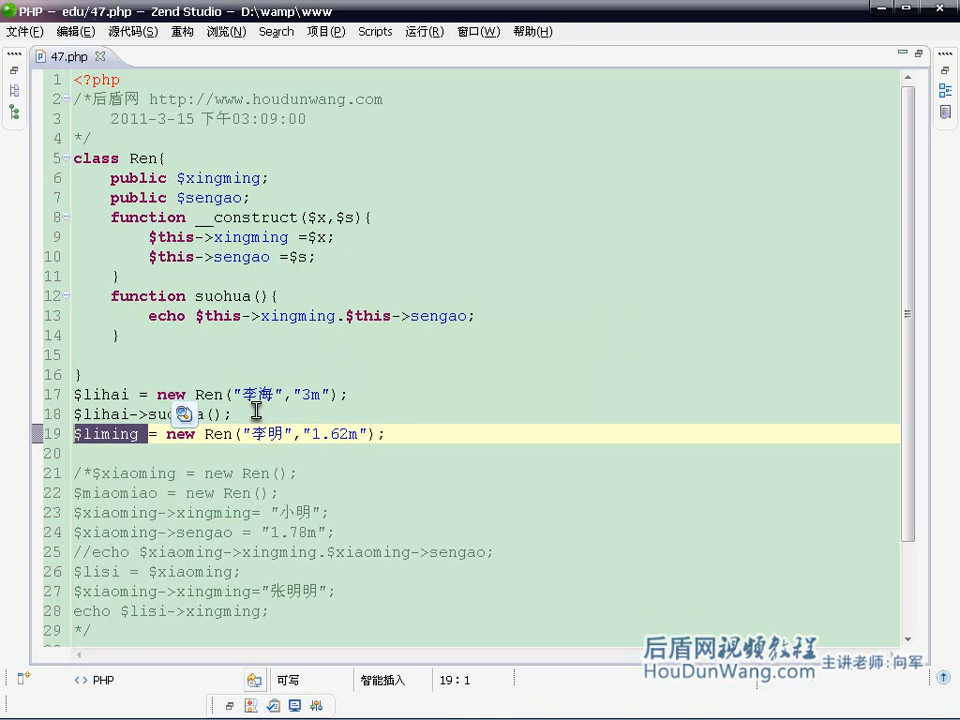 PHP – edu/47.php – Zend Studio – D:\wamp\www
文件(F) 编辑(E) 源代码(S) 重构 浏览(N) Search 项目(P) Scripts 运行(R) 窗口(W) 帮助(H)
47.php
1 <?php
2 /*后盾网 http://www.houdunwang.com
3 2011-3-15 下午03:09:00
4 */
5 class Ren{
6 public $xingming;
7 public $sengao;
8 function __construct($x,$s){
9 $this->xingming =$x;
10 $this->sengao =$s;
11 }
12 function suohua(){
13 echo $this->xingming.$this->sengao;
14 }
15
16 }
17 $lihai = new Ren("李海","3m");
18 $lihai->suohua();
19 $liming = new Ren("李明","1.62m");
20
21 /*$xiaoming = new Ren();
22 $miaomiao = new Ren();
23 $xiaoming->xingming= "小明";
24 $xiaoming->sengao = "1.78m";
25 //echo $xiaoming->xingming.$xiaoming->sengao;
26 $lisi = $xiaoming;
27 $xiaoming->xingming="张明明";
28 echo $lisi->xingming;
29 */
后盾网视频教程
HouDunWang.com 主讲老师:向军
<> PHP 可写 智能插入 19:1